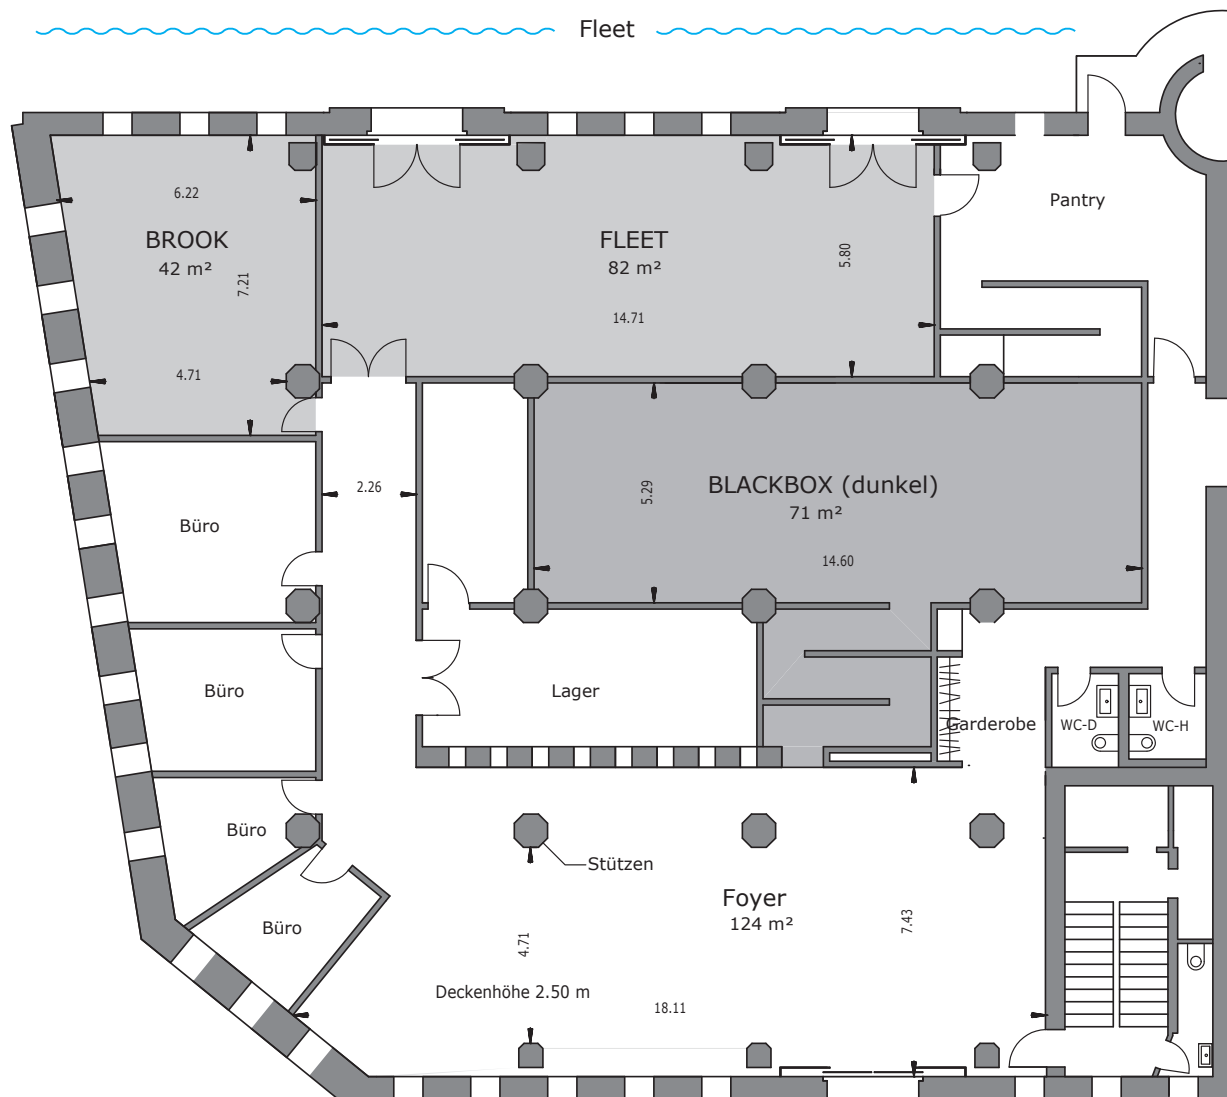 Fleet
6.22
Pantry
BROOK
42 m²
FLEET
82 m²
5.80
7.21
14.71
4.71
2.26
5.29
BLACKBOX (dunkel)
71 m²
Büro
14.60
Büro
Lager
Garderobe
WC-D
WC-H
Büro
Stützen
Foyer
124 m²
Büro
4.71
7.43
Deckenhöhe 2.50 m
18.11